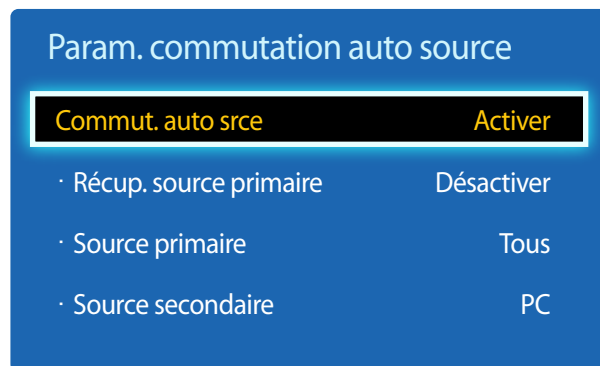 Param. commutation auto source
Commut. auto srce Activer
· Récup. source primaire Désactiver
· Source primaire Tous
· Source secondaire PC